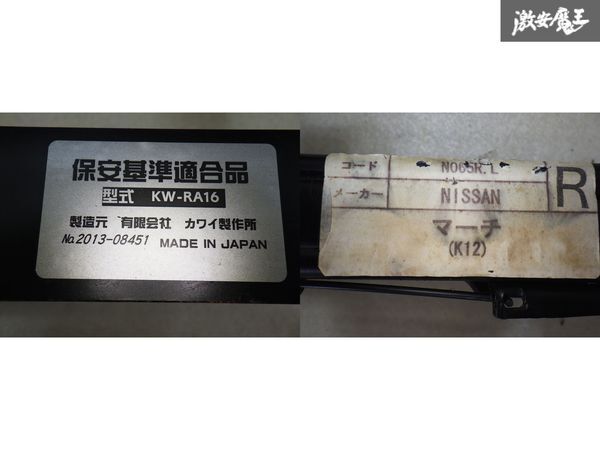 激安魔王
保安基準適合品
型式 KW-RA16
製造元 有限会社 カワイ製作所
No.2013-08451 MADE IN JAPAN
コード N065R.L
メーカー NISSAN
R
マーチ
(K12)